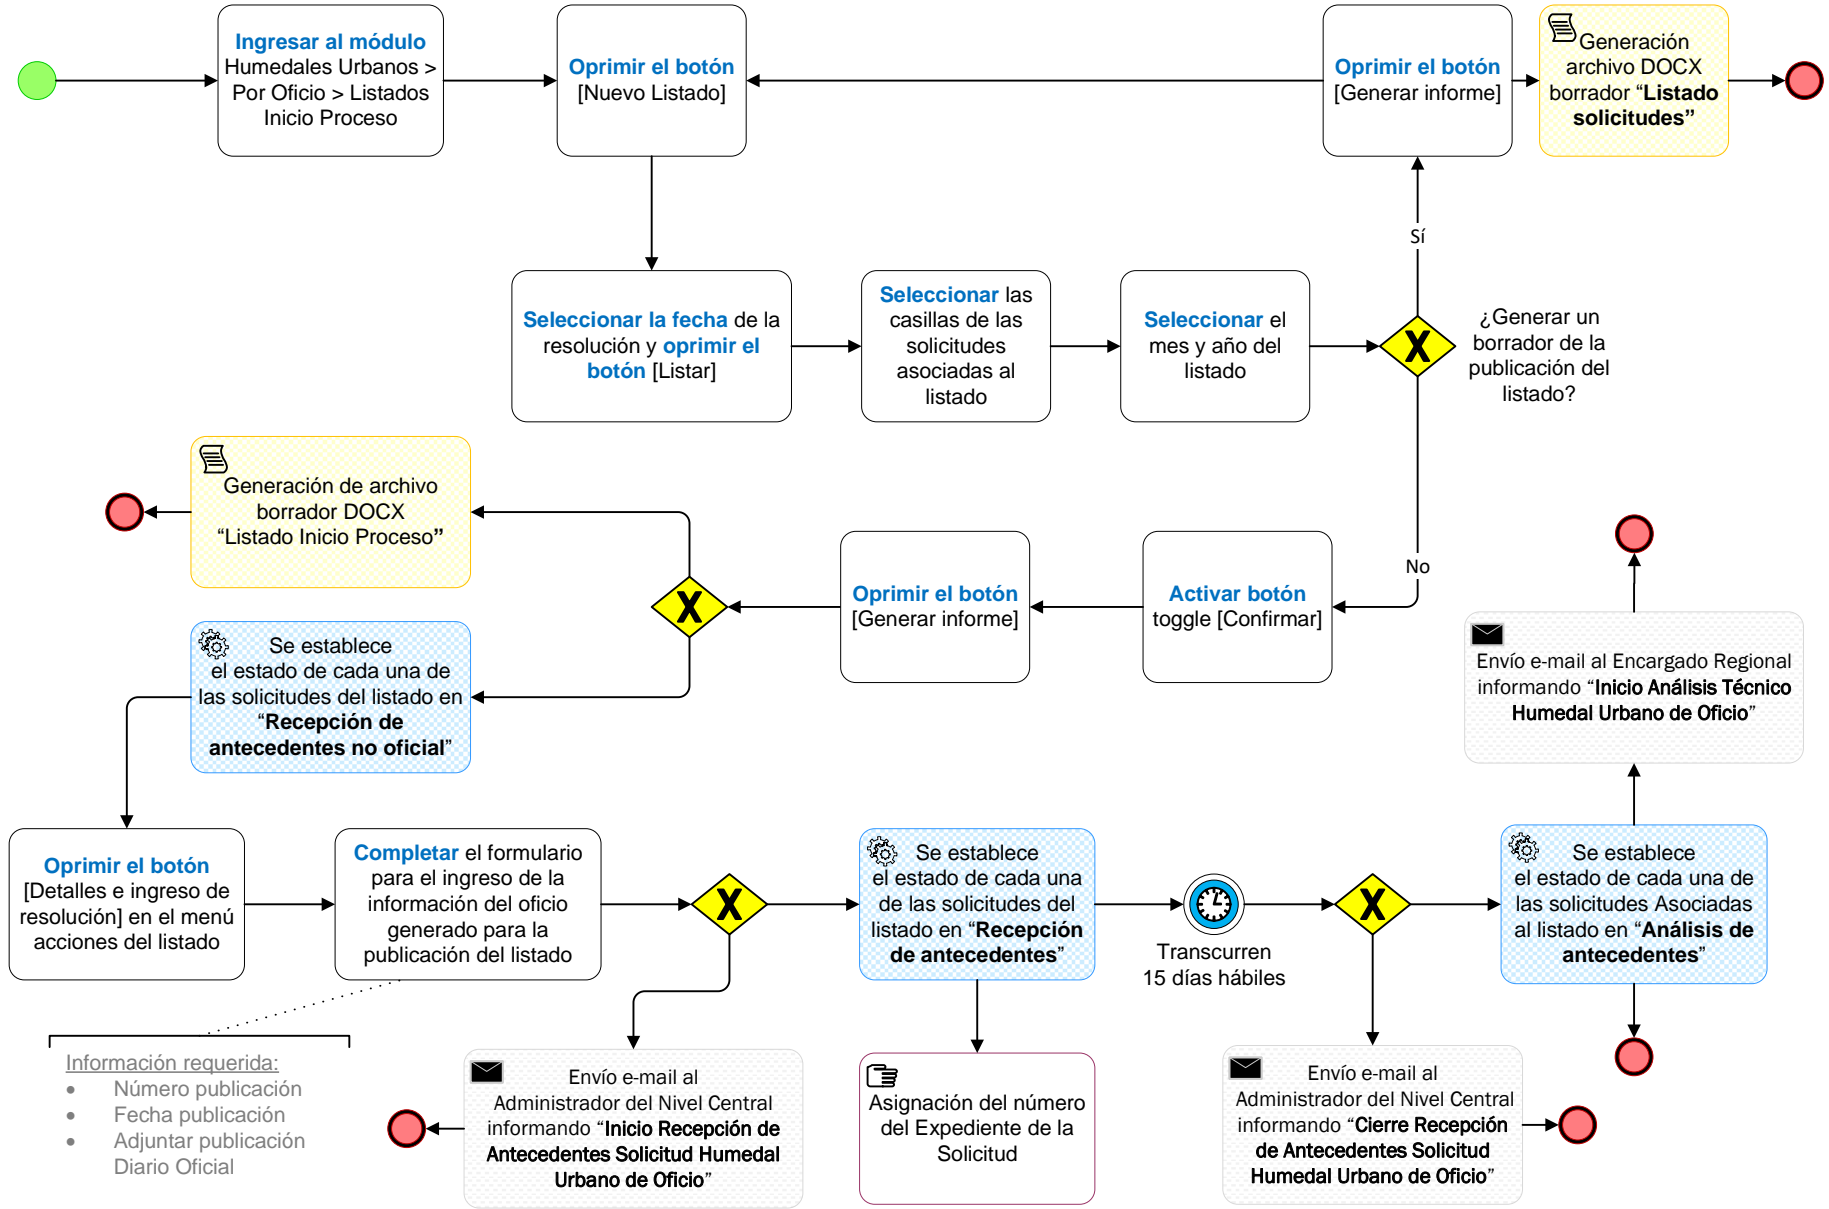 Ingresar al módulo
Humedales Urbanos >
Por Oficio > Listados
Inicio Proceso
Oprimir el botón
[Nuevo Listado]
Oprimir el botón
[Generar informe]
Generación
archivo DOCX
borrador “Listado
solicitudes”
Sí
Seleccionar la fecha de la
resolución y oprimir el
botón [Listar]
Seleccionar las
casillas de las
solicitudes
asociadas al
listado
Seleccionar el
mes y año del
listado
X
¿Generar un
borrador de la
publicación del
listado?
No
Generación de archivo
borrador DOCX
“Listado Inicio Proceso”
X
Oprimir el botón
[Generar informe]
Activar botón
toggle [Confirmar]
Se establece
el estado de cada una de
las solicitudes del listado en
“Recepción de
antecedentes no oficial”
Envío e-mail al Encargado Regional
informando “Inicio Análisis Técnico
Humedal Urbano de Oficio”
Oprimir el botón
[Detalles e ingreso de
resolución] en el menú
acciones del listado
Completar el formulario
para el ingreso de la
información del oficio
generado para la
publicación del listado
X
Se establece
el estado de cada una
de las solicitudes del
listado en “Recepción
de antecedentes”
Transcurren
15 días hábiles
X
Se establece
el estado de cada una de
las solicitudes Asociadas
al listado en “Análisis de
antecedentes”
Información requerida:
• Número publicación
• Fecha publicación
• Adjuntar publicación
Diario Oficial
Envío e-mail al
Administrador del Nivel Central
informando “Inicio Recepción de
Antecedentes Solicitud Humedal
Urbano de Oficio”
Asignación del número
del Expediente de la
Solicitud
Envío e-mail al
Administrador del Nivel Central
informando “Cierre Recepción
de Antecedentes Solicitud
Humedal Urbano de Oficio”